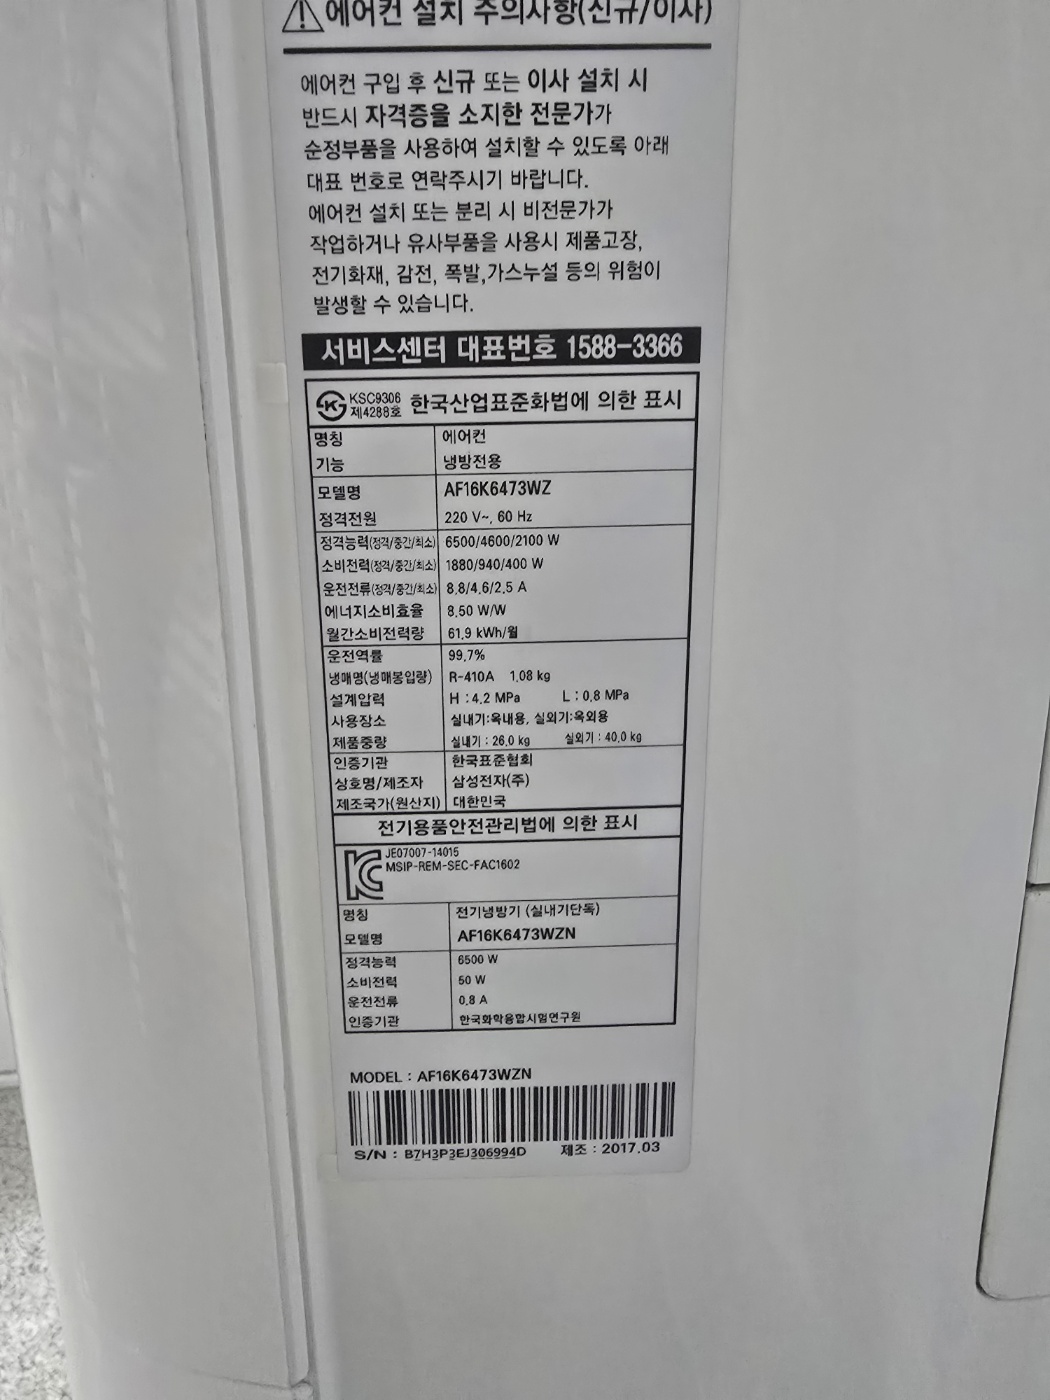 에어컨 설치 주의사항(신규/이사)
에어컨 구입 후 신규 또는 이사 설치 시
반드시 자격증을 소지한 전문가가
순정부품을 사용하여 설치할 수 있도록 아래
대표 번호로 연락주시기 바랍니다.
에어컨 설치 또는 분리 시 비전문가가
작업하거나 유사부품을 사용시 제품고장,
전기화재, 감전, 폭발,가스누설 등의 위험이
발생할 수 있습니다.
서비스센터 대표번호 1588-3366
KSC9306
제4288호
한국산업표준화법에 의한 표시
명칭 에어컨
기능 냉방전용
모델명 AF16K6473WZ
정격전원 220 V~, 60 Hz
정격능력(정격/중간/최소) 6500/4600/2100 W
소비전력(정격/중간/최소) 1880/940/400 W
운전전류(정격/중간/최소) 8.8/4.6/2.5 A
에너지소비효율 8.50 W/W
월간소비전력량 61.9 kWh/월
운전역률 99.7%
냉매명(냉매봉입량) R-410A 1.08 kg
설계압력 H : 4.2 MPa L : 0.8 MPa
사용장소 실내기:옥내용, 실외기:옥외용
제품중량 실내기 : 26.0 kg 실외기 : 40.0 kg
인증기관 한국표준협회
상호명/제조자 삼성전자(주)
제조국가(원산지) 대한민국
전기용품안전관리법에 의한 표시
JE07007-14015
MSIP-REM-SEC-FAC1602
명칭 전기냉방기 (실내기단독)
모델명 AF16K6473WZN
정격능력 6500 W
소비전력 50 W
운전전류 0.8 A
인증기관 한국화학융합시험연구원
MODEL : AF16K6473WZN
S/N : B7H3P3EJ306994D 제조 : 2017.03